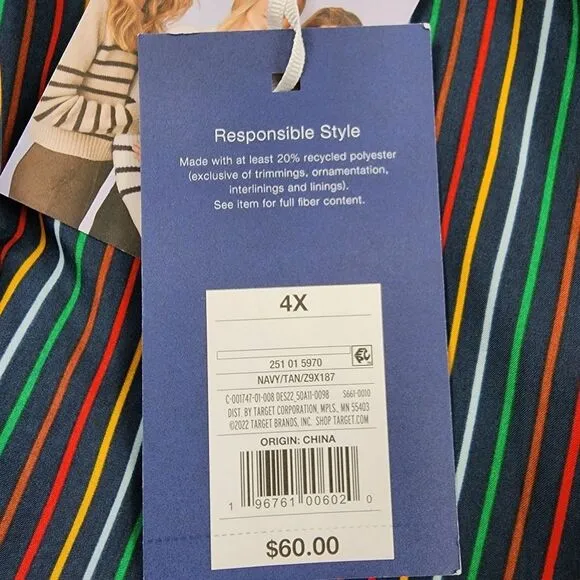 Responsible Style
Made with at least 20% recycled polyester
(exclusive of trimmings, ornamentation,
interlinings and linings).
See item for full fiber content.
4X
251 01 5970
NAVY/TAN/Z9X187
C-001747-01-008 DES22_50A11-0098 S661-0010
DIST. BY TARGET CORPORATION, MPLS., MN 55403
©2022 TARGET BRANDS, INC. SHOP TARGET.COM
ORIGIN: CHINA
1 96761 00602 0
$60.00